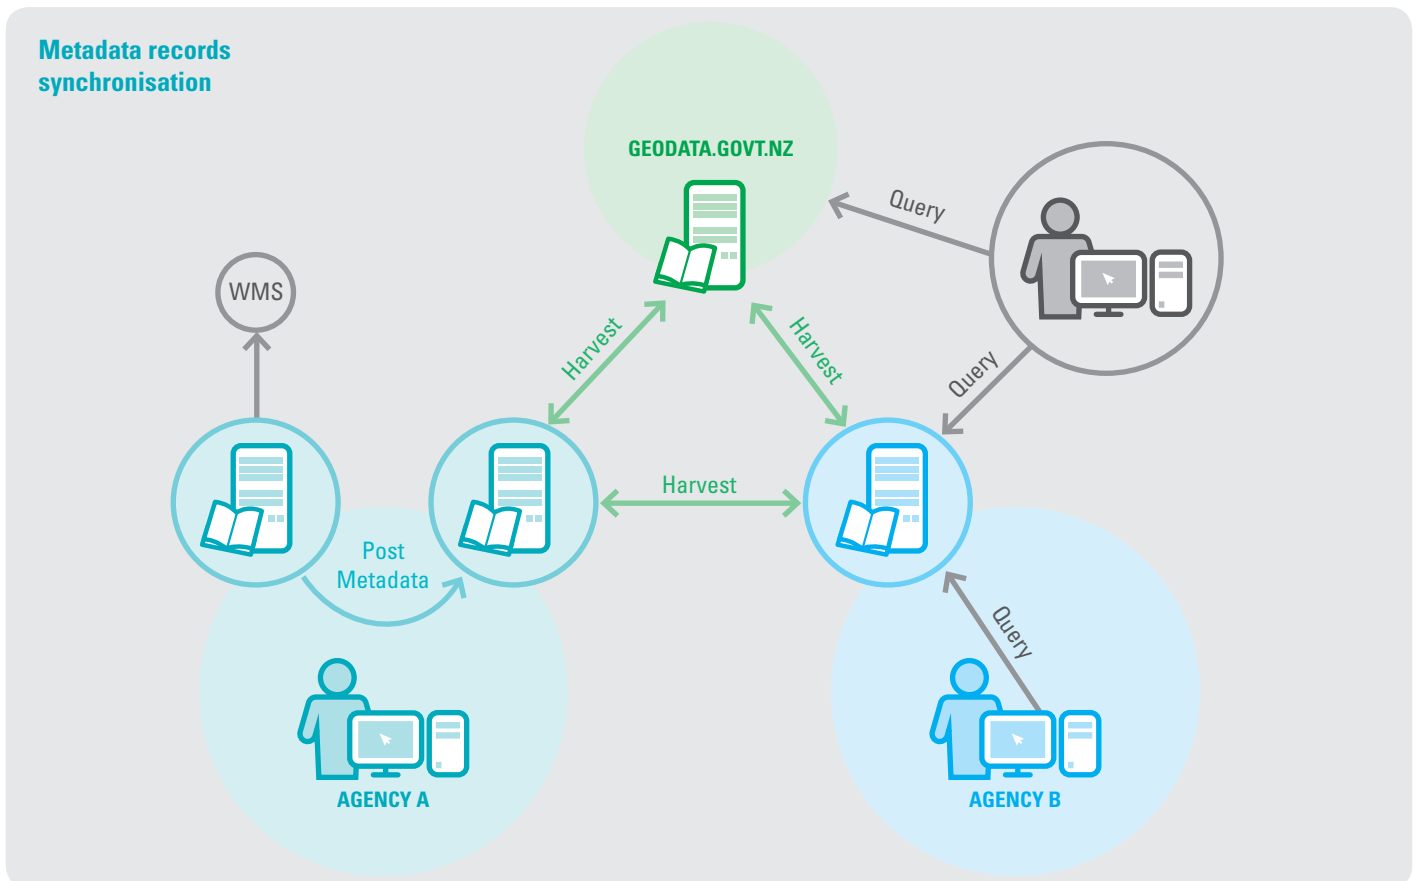 Metadata records
synchronisation
GEODATA.GOVT.NZ
Query
WMS
Harvest
Harvest
Query
Harvest
Post
Metadata
Query
AGENCY A
AGENCY B